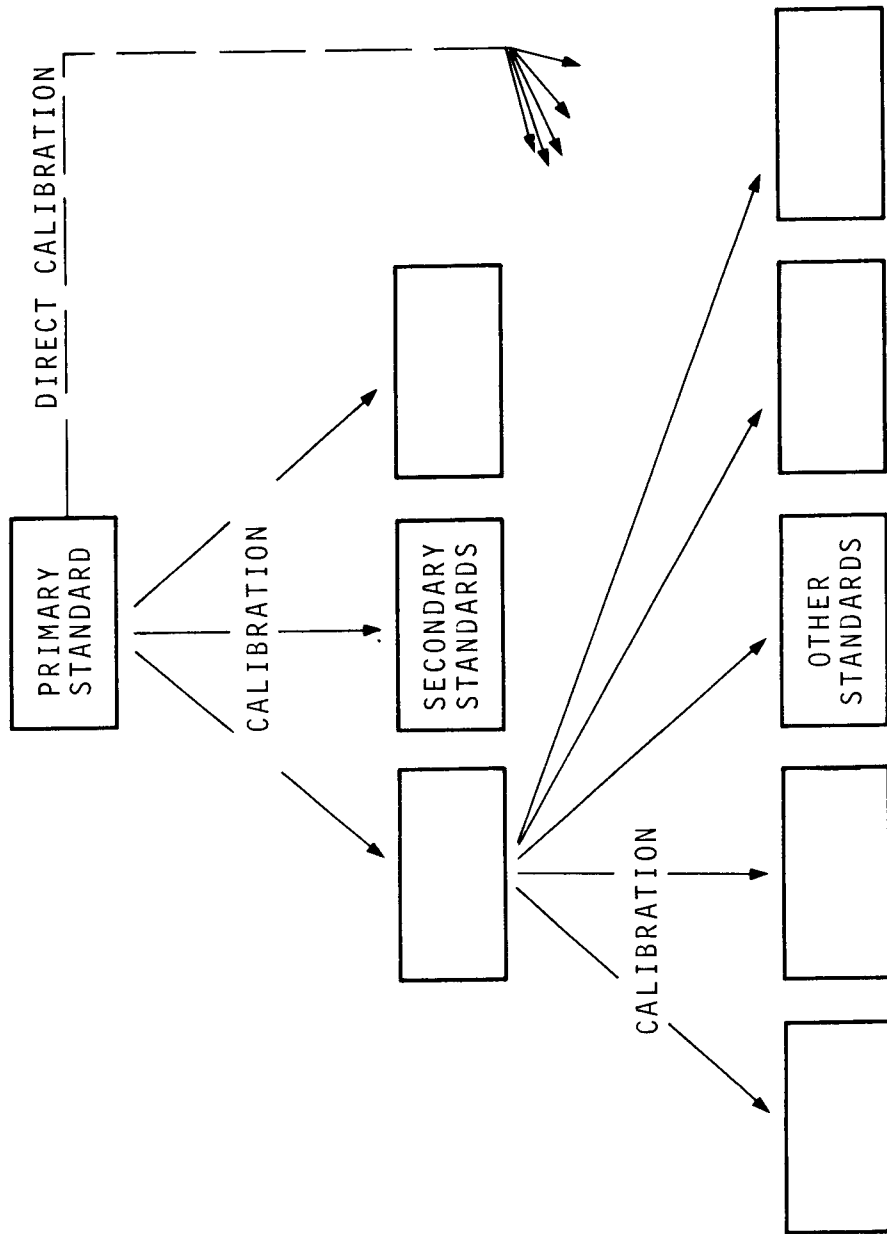 DIRECT CALIBRATION
PRIMARY
STANDARD
CALIBRATION
SECONDARY
STANDARDS
CALIBRATION
OTHER
STANDARDS